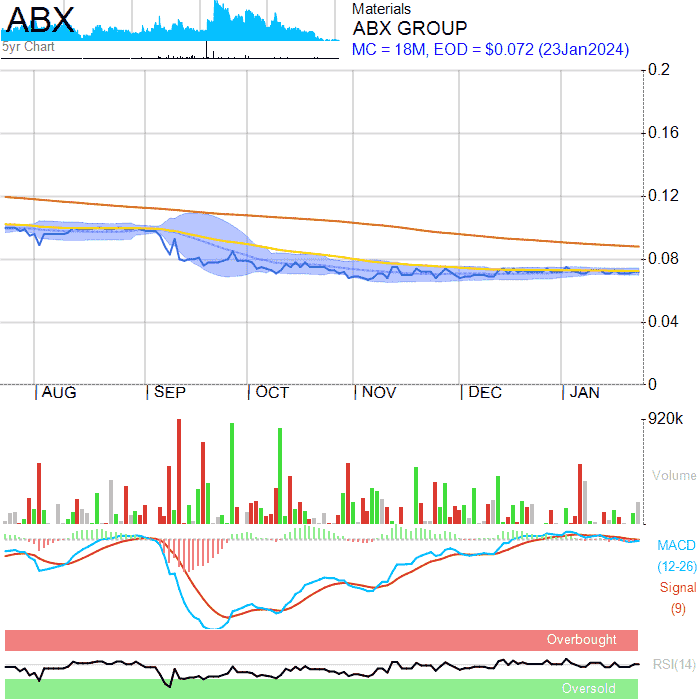 ABX
5yr Chart
Materials
ABX GROUP
MC = 18M, EOD = $0.072 (23Jan2024)
0.2
0.16
0.12
0.08
0.04
0
AUG SEP OCT NOV DEC JAN
920k
Volume
MACD
(12-26)
Signal
(9)
Overbought
RSI(14)
Oversold